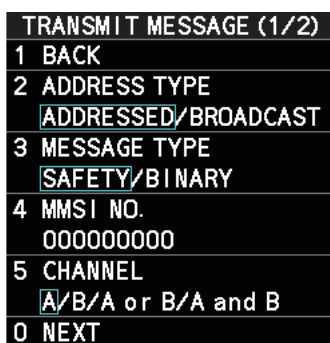 TRANSMIT MESSAGE (1/2)
1 BACK
2 ADDRESS TYPE
ADDRESSED/BROADCAST
3 MESSAGE TYPE
SAFETY/BINARY
4 MMSI NO.
000000000
5 CHANNEL
A/B/A or B/A and B
0 NEXT